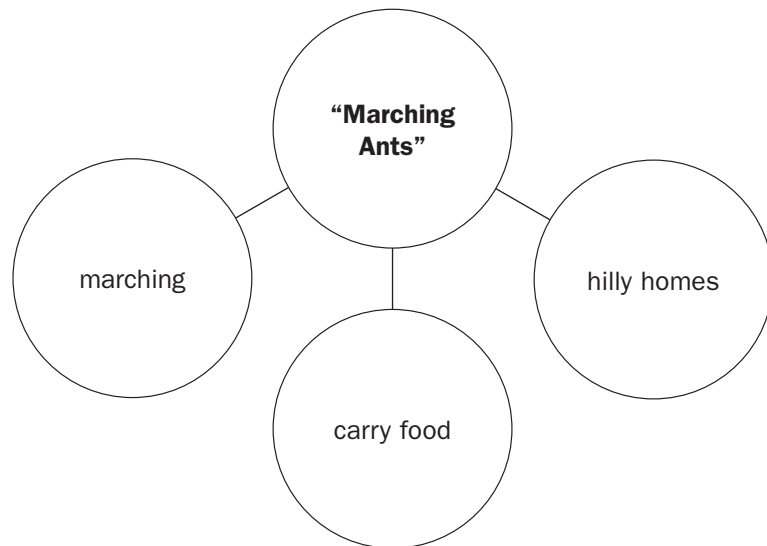 “Marching
Ants”
marching
carry food
hilly homes